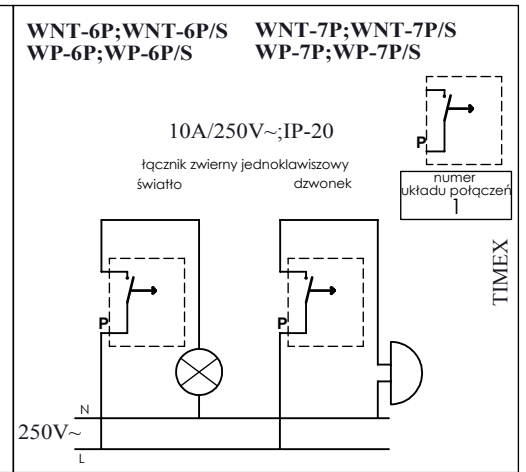 WNT-6P;WNT-6P/S WNT-7P;WNT-7P/S
WP-6P;WP-6P/S WP-7P;WP-7P/S
10A/250V~;IP-20
łącznik zwierny jednoklawiszowy
światło dzwonek
P
numer
układu połączeń
1
TIMEX
P
P
N
250V~
L